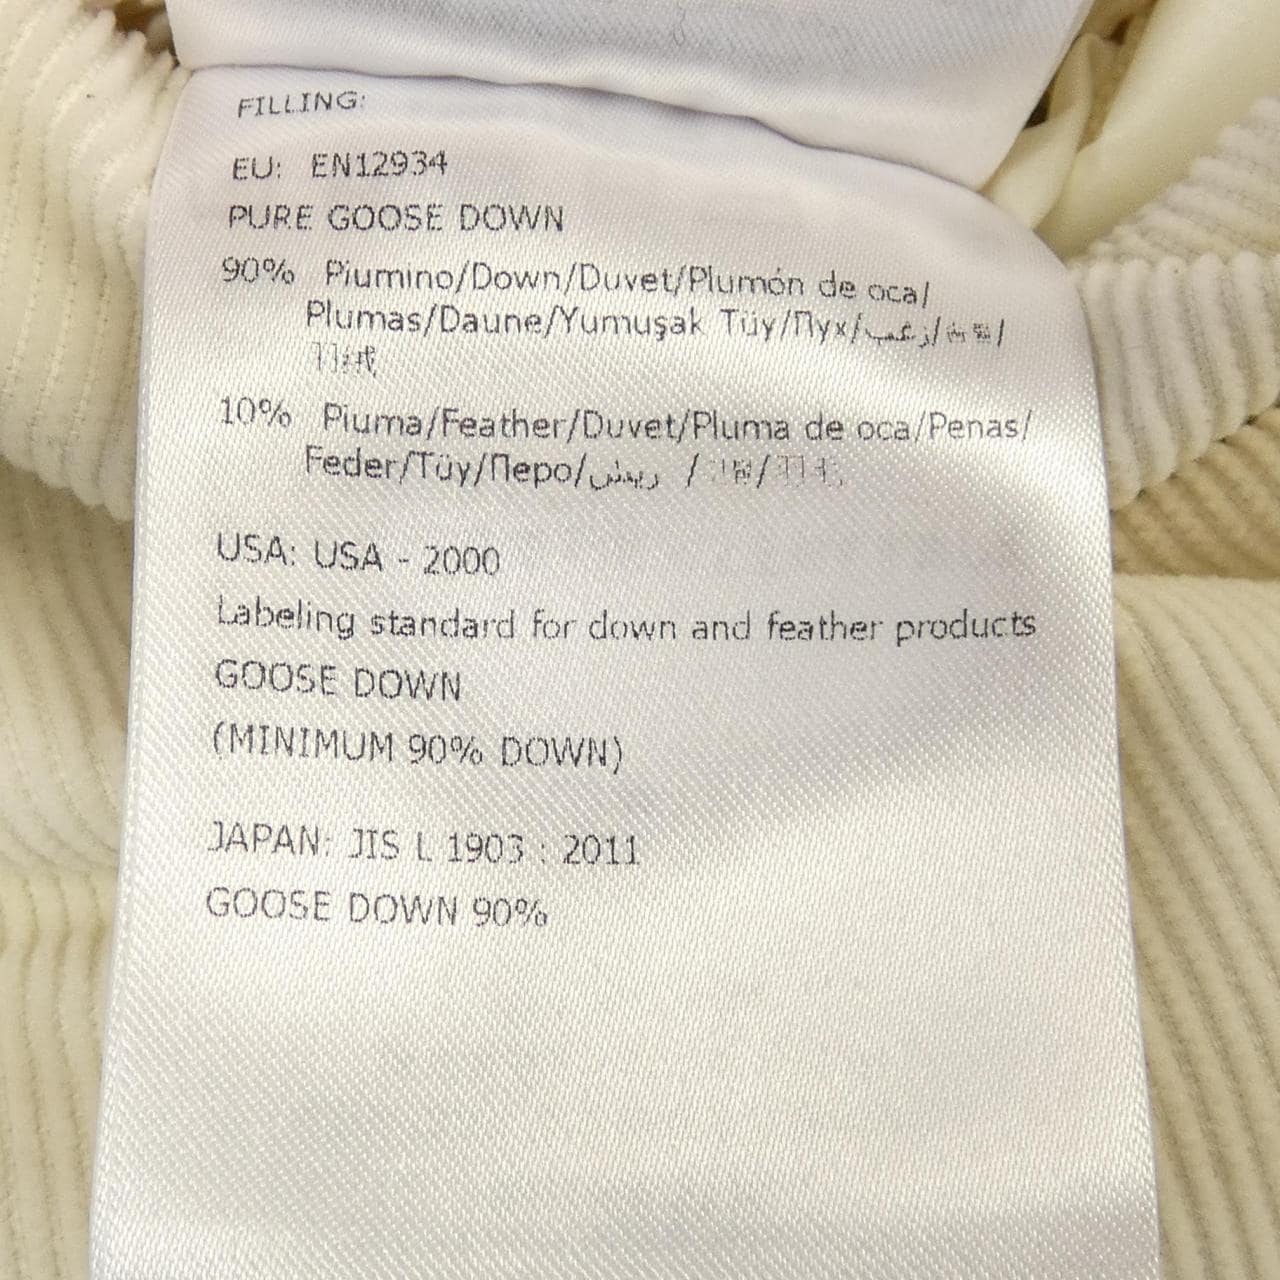 FILLING:
EU: EN12934
PURE GOOSE DOWN
90% Piumino/Down/Duvet/Plumón de oca/
Plumas/Daune/Yumuşak Tüy/Пух/زغب/
10% Piuma/Feather/Duvet/Pluma de oca/Penas/
Feder/Tüy/Перо/ريش /
USA: USA - 2000
Labeling standard for down and feather products
GOOSE DOWN
(MINIMUM 90% DOWN)
JAPAN: JIS L 1903 : 2011
GOOSE DOWN 90%